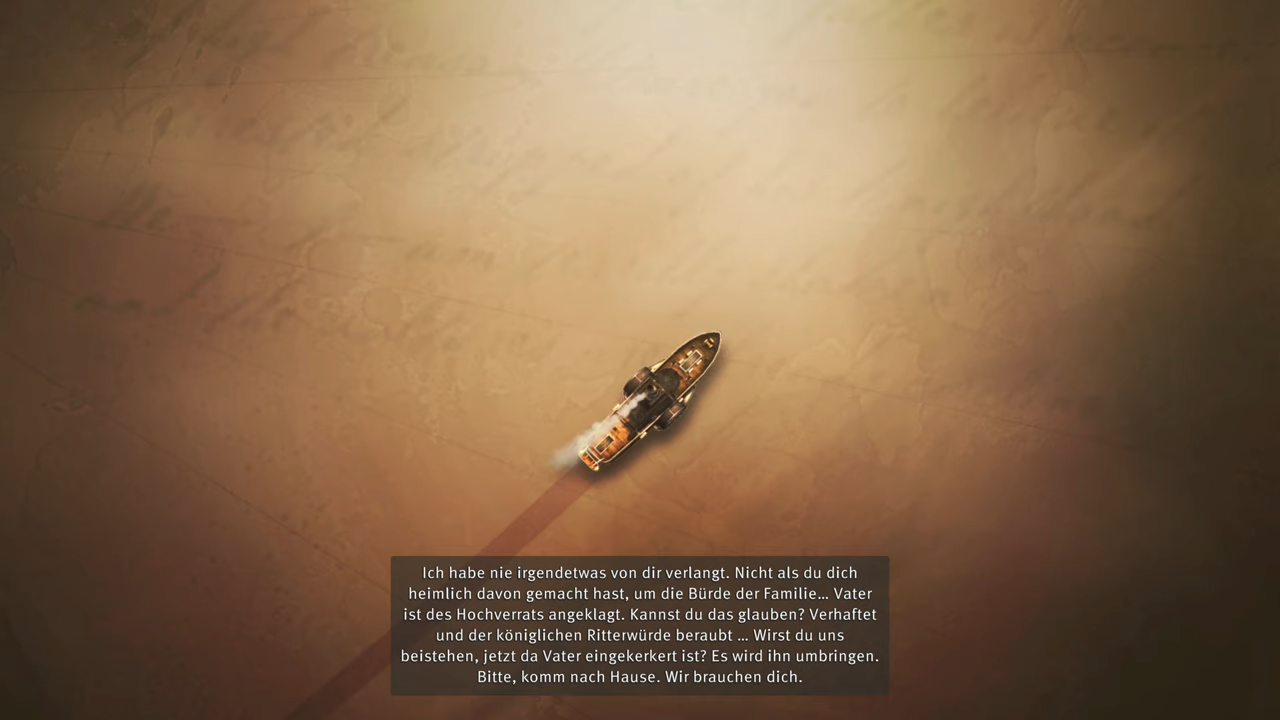 Ich habe nie irgendetwas von dir verlangt. Nicht als du dich
heimlich davon gemacht hast, um die Bürde der Familie... Vater
ist des Hochverrats angeklagt. Kannst du das glauben? Verhaftet
und der königlichen Ritterwürde beraubt ... Wirst du uns
beistehen, jetzt da Vater eingekerkert ist? Es wird ihn umbringen.
Bitte, komm nach Hause. Wir brauchen dich.